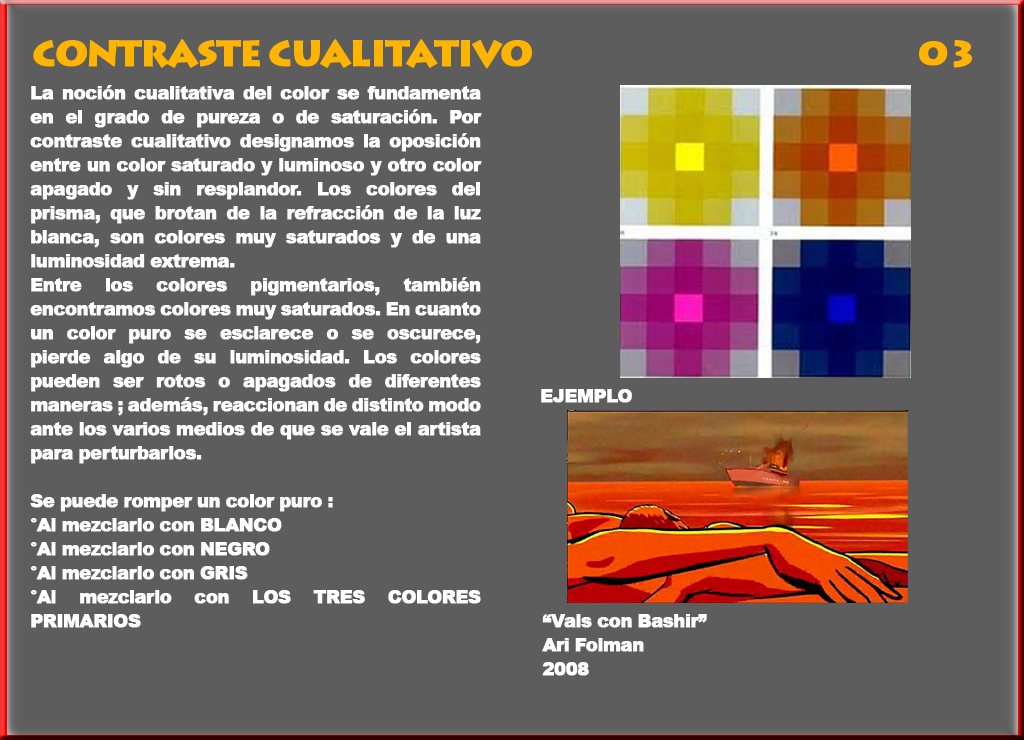 CONTRASTE CUALITATIVO
03
La noción cualitativa del color se fundamenta
en el grado de pureza o de saturación. Por
contraste cualitativo designamos la oposición
entre un color saturado y luminoso y otro color
apagado y sin resplandor. Los colores del
prisma, que brotan de la refracción de la luz
blanca, son colores muy saturados y de una
luminosidad extrema.
Entre los colores pigmentarios, también
encontramos colores muy saturados. En cuanto
un color puro se esclarece o se oscurece,
pierde algo de su luminosidad. Los colores
pueden ser rotos o apagados de diferentes
maneras ; además, reaccionan de distinto modo
ante los varios medios de que se vale el artista
para perturbarlos.
Se puede romper un color puro :
°Al mezclarlo con BLANCO
°Al mezclarlo con NEGRO
°Al mezclarlo con GRIS
°Al mezclarlo con LOS TRES COLORES
PRIMARIOS
EJEMPLO
“Vals con Bashir”
Ari Folman
2008